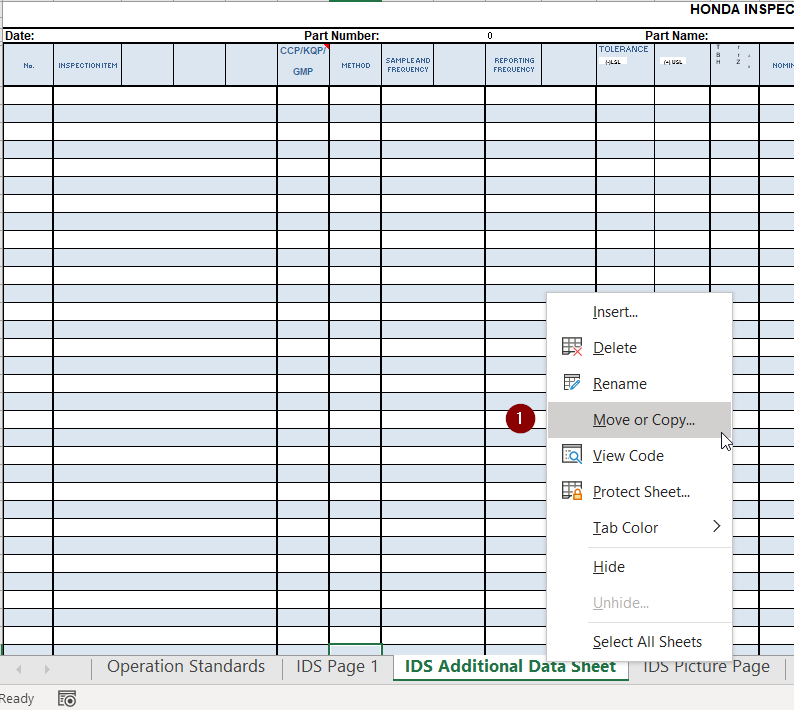 HONDA INSPEC
Date: Part Number: 0 Part Name:
No. INSPECTION ITEM CCP/KQP/ GMP METHOD SAMPLE AND FREQUENCY REPORTING FREQUENCY TOLERANCE (-)LSL (+) USL T B H NOMIN
Insert...
Delete
Rename
1 Move or Copy...
View Code
Protect Sheet...
Tab Color
Hide
Unhide...
Select All Sheets
Operation Standards IDS Page 1 IDS Additional Data Sheet IDS Picture Page
Ready